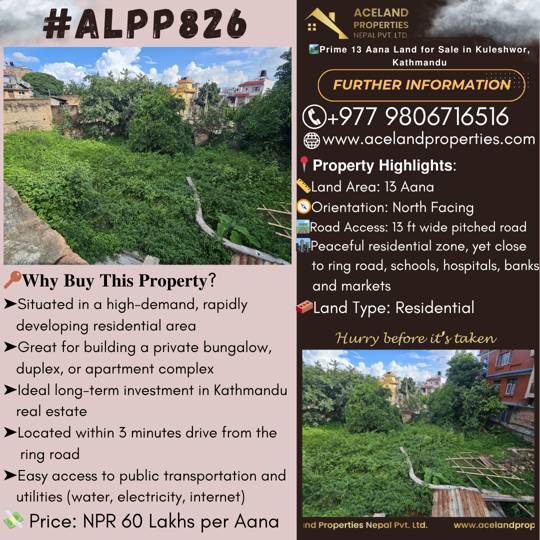 #ALPP826
🔑Why Buy This Property?
➤Situated in a high-demand, rapidly
developing residential area
➤Great for building a private bungalow,
duplex, or apartment complex
➤Ideal long-term investment in Kathmandu
real estate
➤Located within 3 minutes drive from the
ring road
➤Easy access to public transportation and
utilities (water, electricity, internet)
💸 Price: NPR 60 Lakhs per Aana
ACELAND
PROPERTIES
NEPAL PVT. LTD.
🏞️Prime 13 Aana Land for Sale in Kuleshwor,
Kathmandu
FURTHER INFORMATION
+977 9806716516
www.acelandproperties.com
📍Property Highlights:
📏Land Area: 13 Aana
🧭Orientation: North Facing
🛣️Road Access: 13 ft wide pitched road
🏙️Peaceful residential zone, yet close
to ring road, schools, hospitals, banks
and markets
🧱Land Type: Residential
Hurry before it's taken
nd Properties Nepal Pvt. Ltd.
www.acelandprop